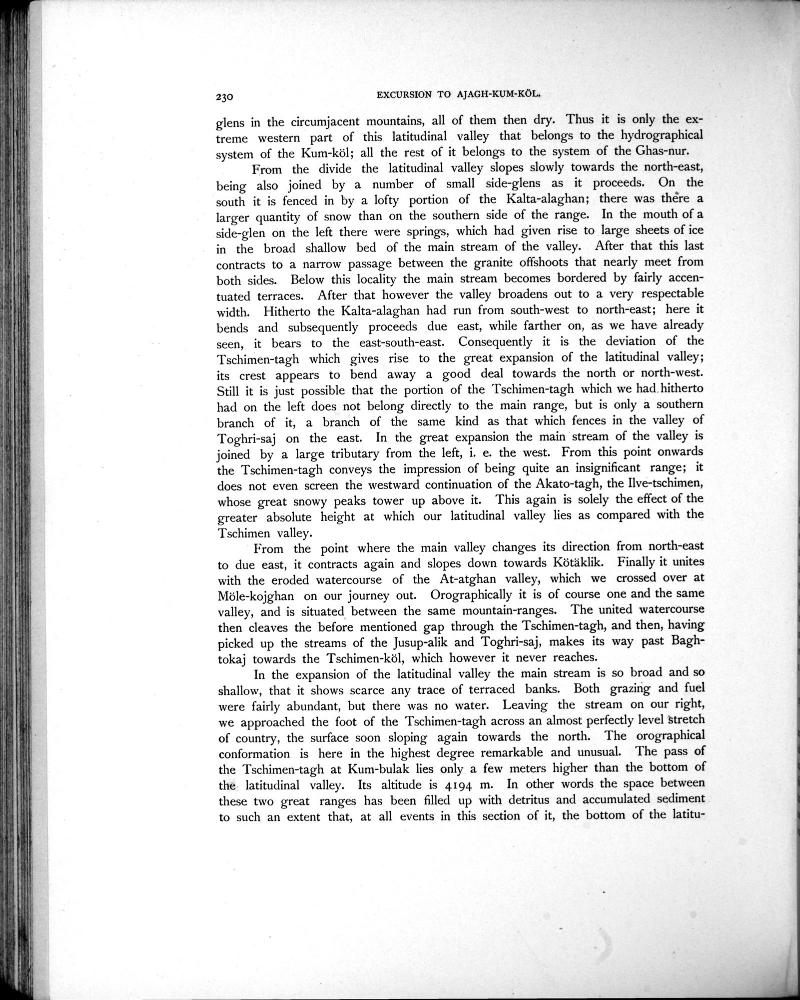 230
EXCURSION TO AJAGH-KUM-KÖL.
glens in the circumjacent mountains, all of them then dry. Thus it is only the ex-
treme western part of this latitudinal valley that belongs to the hydrographical
system of the Kum-köl; all the rest of it belongs to the system of the Ghas-nur.
From the divide the latitudinal valley slopes slowly towards the north-east,
being also joined by a number of small side-glens as it proceeds. On the
south it is fenced in by a lofty portion of the Kalta-alaghan; there was there a
larger quantity of snow than on the southern side of the range. In the mouth of a
side-glen on the left there were springs, which had given rise to large sheets of ice
in the broad shallow bed of the main stream of the valley. After that this last
contracts to a narrow passage between the granite offshoots that nearly meet from
both sides. Below this locality the main stream becomes bordered by fairly accen-
tuated terraces. After that however the valley broadens out to a very respectable
width. Hitherto the Kalta-alaghan had run from south-west to north-east; here it
bends and subsequently proceeds due east, while farther on, as we have already
seen, it bears to the east-south-east. Consequently it is the deviation of the
Tschimen-tagh which gives rise to the great expansion of the latitudinal valley;
its crest appears to bend away a good deal towards the north or north-west.
Still it is just possible that the portion of the Tschimen-tagh which we had hitherto
had on the left does not belong directly to the main range, but is only a southern
branch of it, a branch of the same kind as that which fences in the valley of
Toghri-saj on the east. In the great expansion the main stream of the valley is
joined by a large tributary from the left, i. e. the west. From this point onwards
the Tschimen-tagh conveys the impression of being quite an insignificant range; it
does not even screen the westward continuation of the Akato-tagh, the Ilve-tschimen,
whose great snowy peaks tower up above it. This again is solely the effect of the
greater absolute height at which our latitudinal valley lies as compared with the
Tschimen valley.
From the point where the main valley changes its direction from north-east
to due east, it contracts again and slopes down towards Kötäklik. Finally it unites
with the eroded watercourse of the At-atghan valley, which we crossed over at
Möle-kojghan on our journey out. Orographically it is of course one and the same
valley, and is situated between the same mountain-ranges. The united watercourse
then cleaves the before mentioned gap through the Tschimen-tagh, and then, having
picked up the streams of the Jusup-alik and Toghri-saj, makes its way past Bagh-
tokaj towards the Tschimen-köl, which however it never reaches.
In the expansion of the latitudinal valley the main stream is so broad and so
shallow, that it shows scarce any trace of terraced banks. Both grazing and fuel
were fairly abundant, but there was no water. Leaving the stream on our right,
we approached the foot of the Tschimen-tagh across an almost perfectly level stretch
of country, the surface soon sloping again towards the north. The orographical
conformation is here in the highest degree remarkable and unusual. The pass of
the Tschimen-tagh at Kum-bulak lies only a few meters higher than the bottom of
the latitudinal valley. Its altitude is 4194 m. In other words the space between
these two great ranges has been filled up with detritus and accumulated sediment
to such an extent that, at all events in this section of it, the bottom of the latitu-